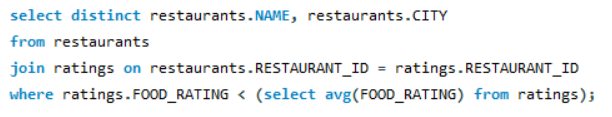 select distinct restaurants.NAME, restaurants.CITY
from restaurants
join ratings on restaurants.RESTAURANT_ID = ratings.RESTAURANT_ID
where ratings.FOOD_RATING < (select avg(FOOD_RATING) from ratings);